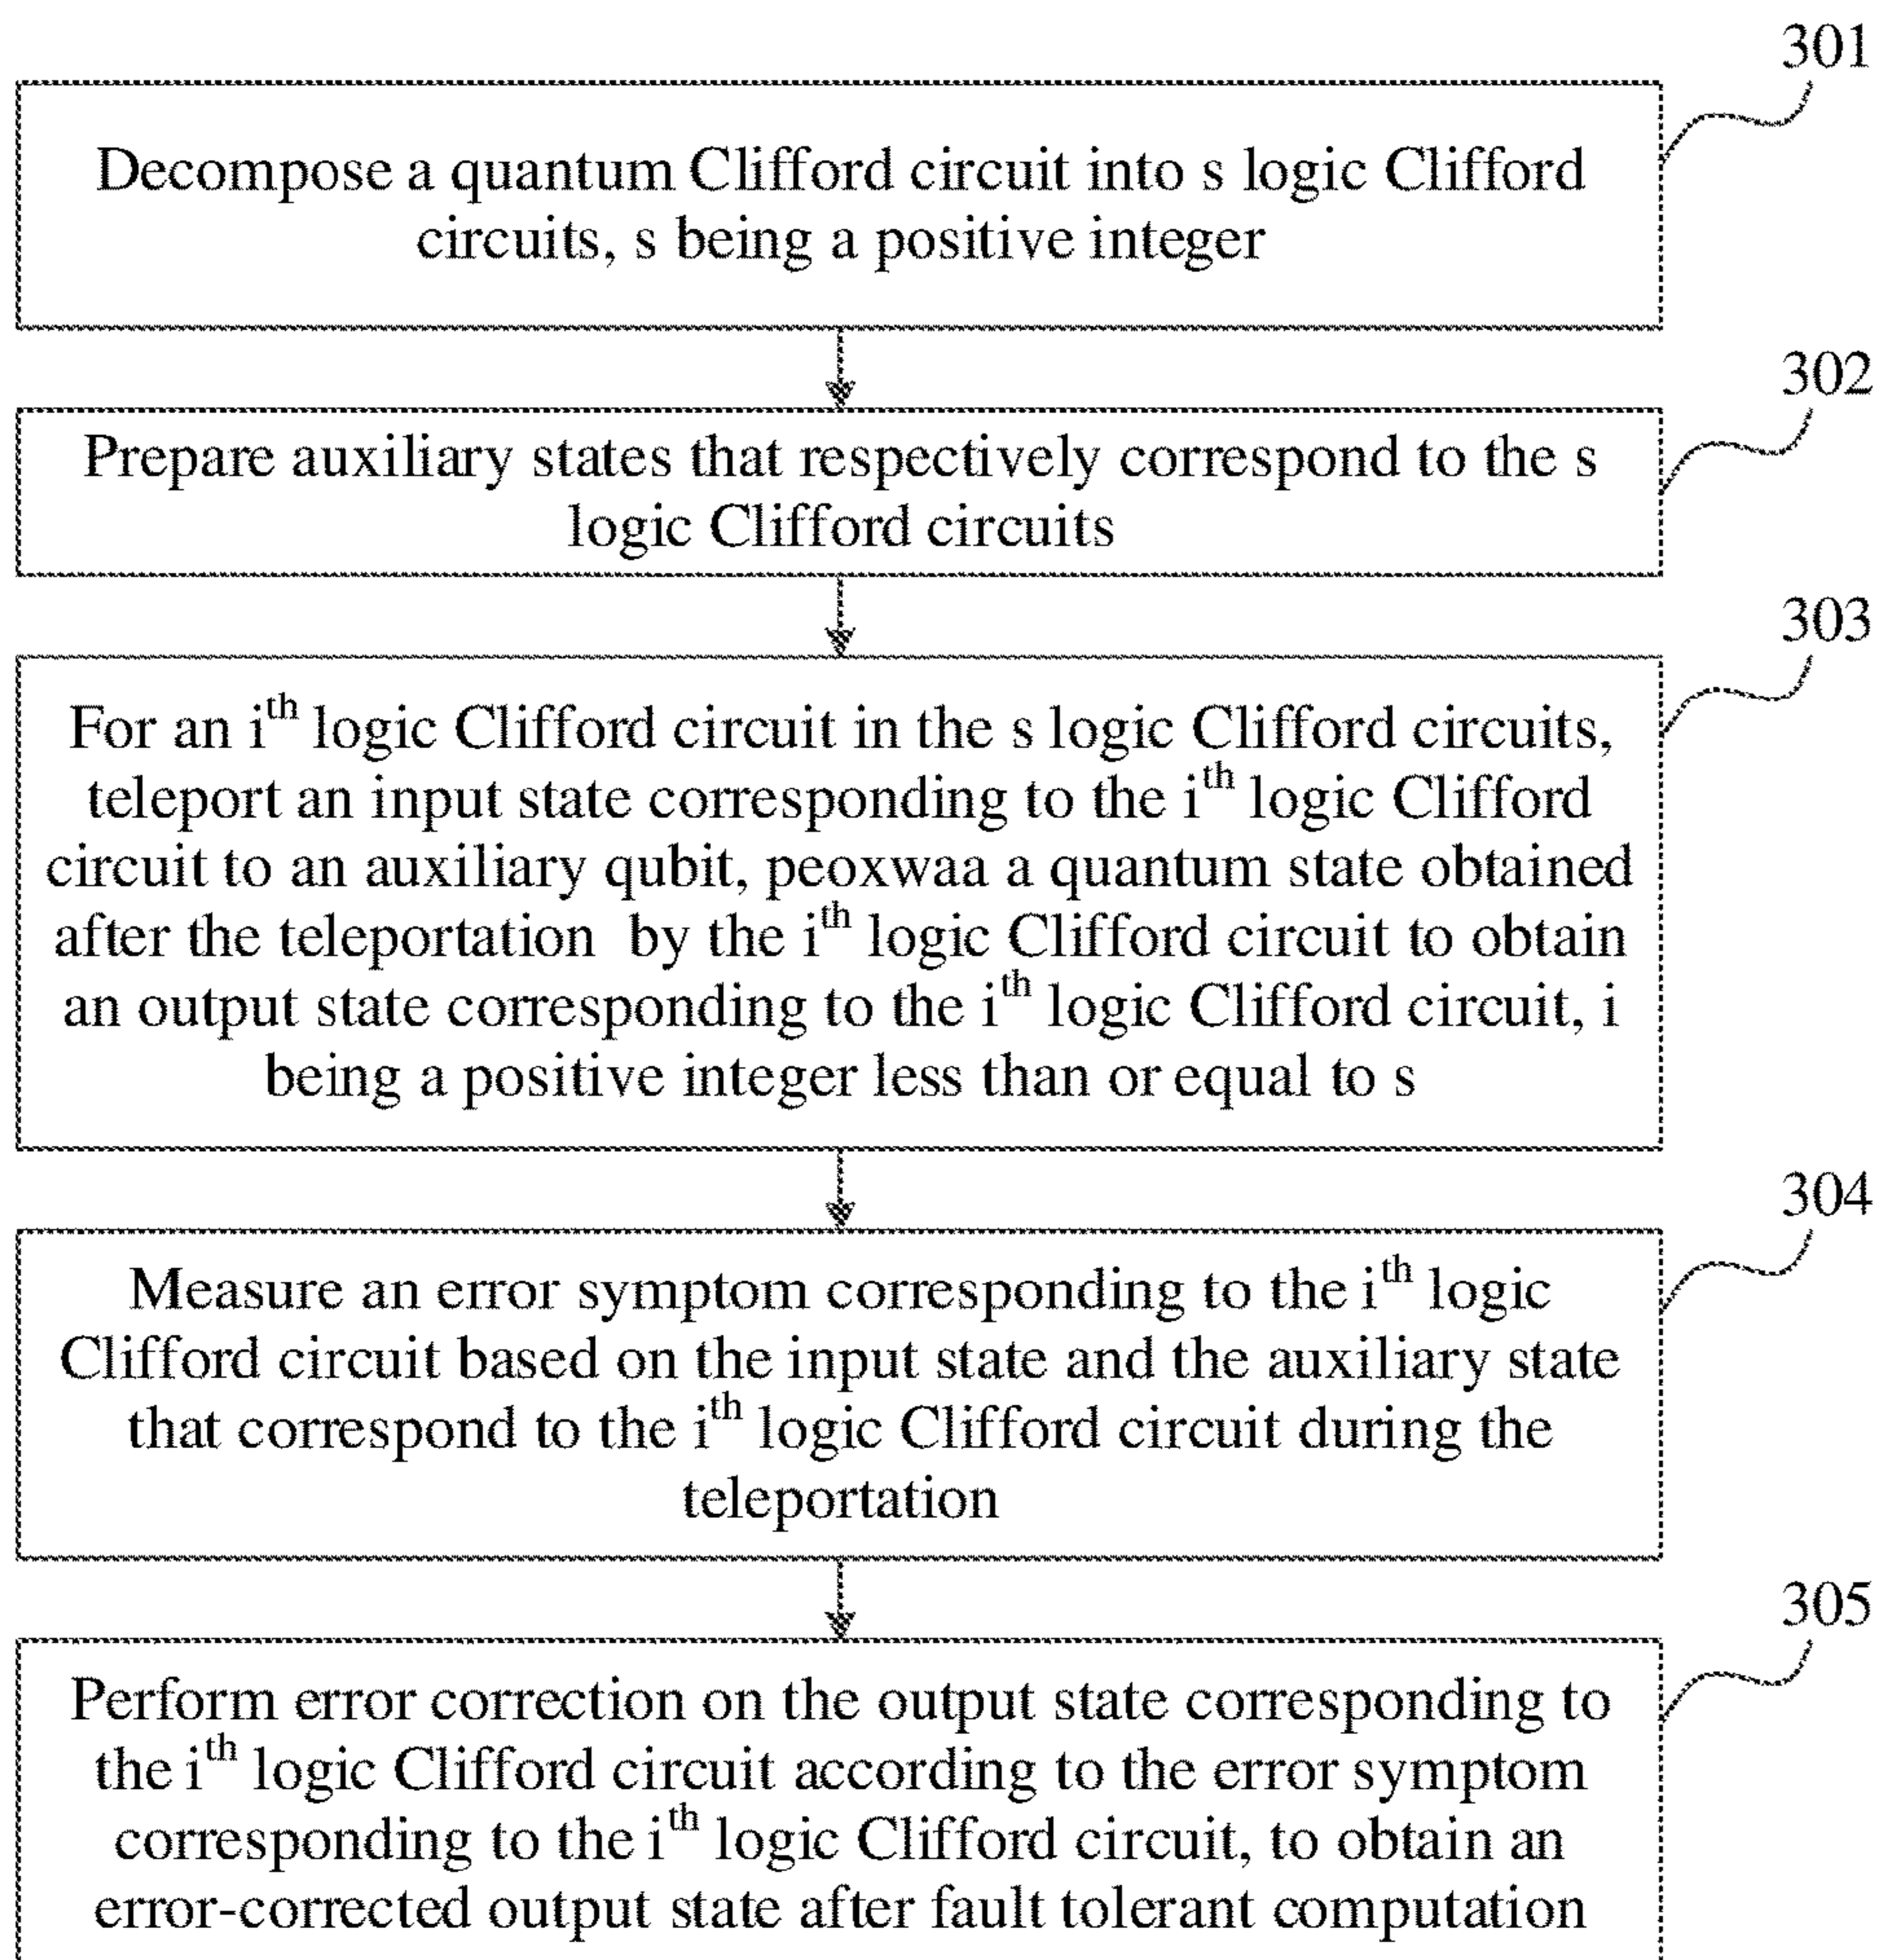 301
Decompose a quantum Clifford circuit into s logic Clifford
circuits, s being a positive integer
302
Prepare auxiliary states that respectively correspond to the s
logic Clifford circuits
303
For an i^th logic Clifford circuit in the s logic Clifford circuits,
teleport an input state corresponding to the i^th logic Clifford
circuit to an auxiliary qubit, peoxwaa a quantum state obtained
after the teleportation by the i^th logic Clifford circuit to obtain
an output state corresponding to the i^th logic Clifford circuit, i
being a positive integer less than or equal to s
304
Measure an error symptom corresponding to the i^th logic
Clifford circuit based on the input state and the auxiliary state
that correspond to the i^th logic Clifford circuit during the
teleportation
305
Perform error correction on the output state corresponding to
the i^th logic Clifford circuit according to the error symptom
corresponding to the i^th logic Clifford circuit, to obtain an
error-corrected output state after fault tolerant computation